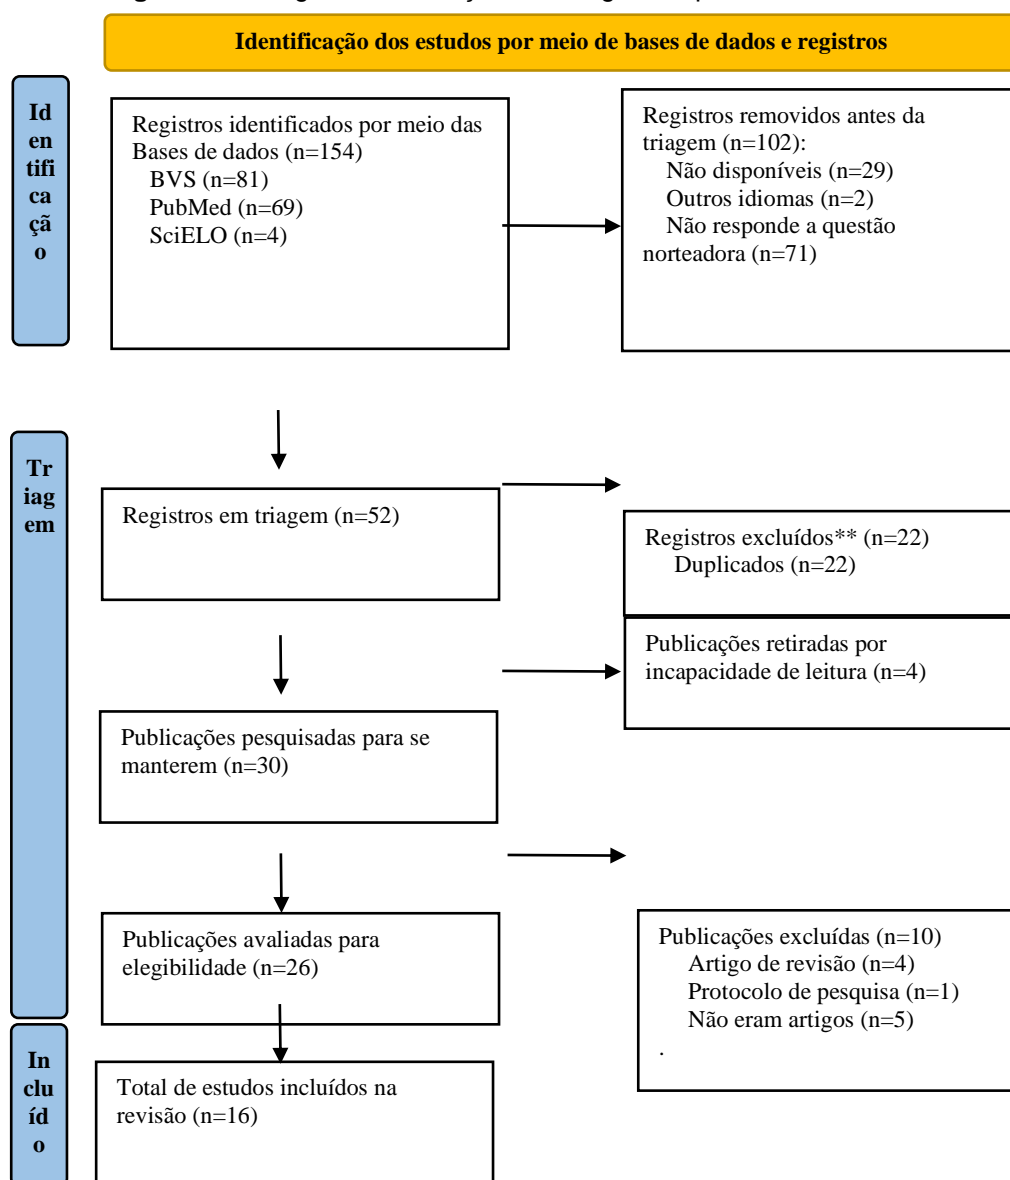 Identificação dos estudos por meio de bases de dados e registros
Id
en
tifi
ca
çã
o
Registros identificados por meio das
Bases de dados (n=154)
BVS (n=81)
PubMed (n=69)
SciELO (n=4)
Registros removidos antes da
triagem (n=102):
Não disponíveis (n=29)
Outros idiomas (n=2)
Não responde a questão
norteadora (n=71)
Tr
iag
em
Registros em triagem (n=52)
Registros excluídos** (n=22)
Duplicados (n=22)
Publicações retiradas por
incapacidade de leitura (n=4)
Publicações pesquisadas para se
manterem (n=30)
Publicações avaliadas para
elegibilidade (n=26)
Publicações excluídas (n=10)
Artigo de revisão (n=4)
Protocolo de pesquisa (n=1)
Não eram artigos (n=5)
.
In
clu
íd
o
Total de estudos incluídos na
revisão (n=16)